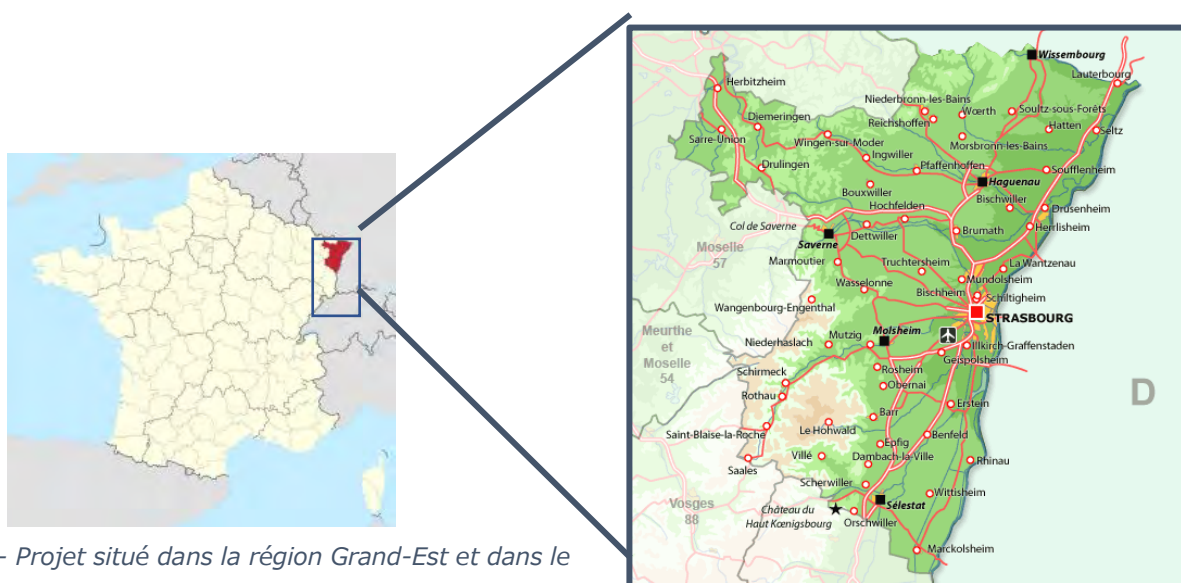 Wissembourg
Lauterbourg
Herbitzheim
Niederbronn-les-Bains
Wœrth
Soultz-sous-Forêts
Diemeringen
Reichshoffen
Hatten
Seltz
Sarre-Union
Wingen-sur-Moder
Morsbronn-les-Bains
Ingwiller
Drulingen
Pfaffenhoffen
Soufflenheim
Haguenau
Bouxwiller
Bischwiller
Hochfelden
Drusenheim
Col de Saverne
Herrlisheim
Dettwiller
Brumath
Saverne
Moselle
57
Marmoutier
Truchtersheim
La Wantzenau
Mundolsheim
Wasselonne
Bischheim
Schiltigheim
Wangenbourg-Engenthal
STRASBOURG
Meurthe
et
Moselle
54
Mutzig
Molsheim
Niederhaslach
Illkirch-Graffenstaden
Geispolsheim
Schirmeck
Rosheim
Obernai
D
Rothau
Erstein
Barr
Saint-Blaise-la-Roche
Le Hohwald
Benfeld
Epfig
Villé
Dambach-la-Ville
Rhinau
Saales
Scherwiller
Wittisheim
Vosges
88
Château du
Haut Kœnigsbourg
Sélestat
Orschwiller
Marckolsheim
- Projet situé dans la région Grand-Est et dans le